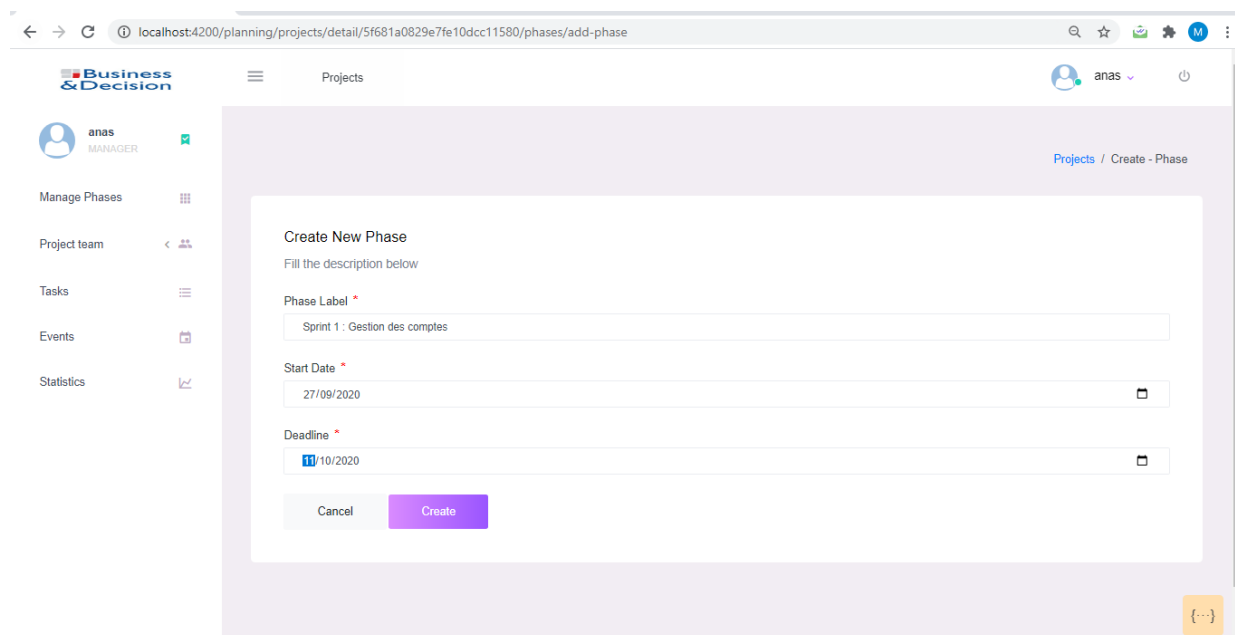 localhost:4200/planning/projects/detail/5f681a0829e7fe10dcc11580/phases/add-phase
M
Business
&Decision
Projects
anas
anas
MANAGER
Projects / Create - Phase
Manage Phases
Project team
Tasks
Events
Statistics
Create New Phase
Fill the description below
Phase Label *
Sprint 1 : Gestion des comptes
Start Date *
27/09/2020
Deadline *
11/10/2020
Cancel
Create
{...}